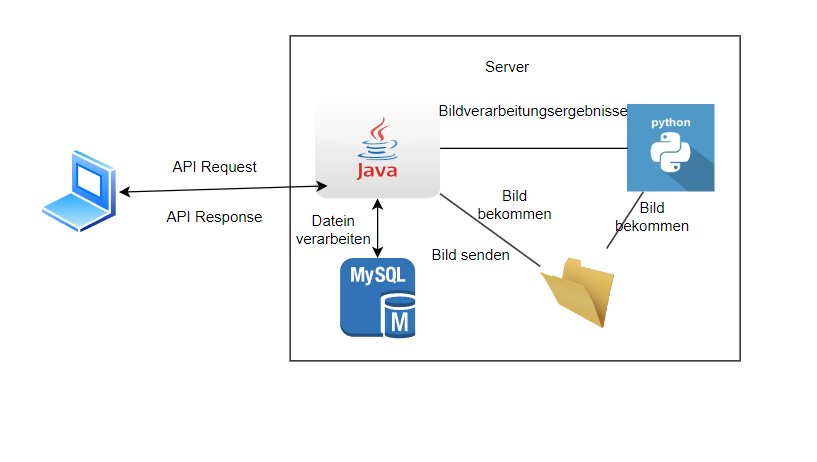 Server
Bildverarbeitungsergebnisse
python
Java
API Request
API Response
Bild
bekommen
Bild
bekommen
Datein
verarbeiten
Bild senden
MySQL
M